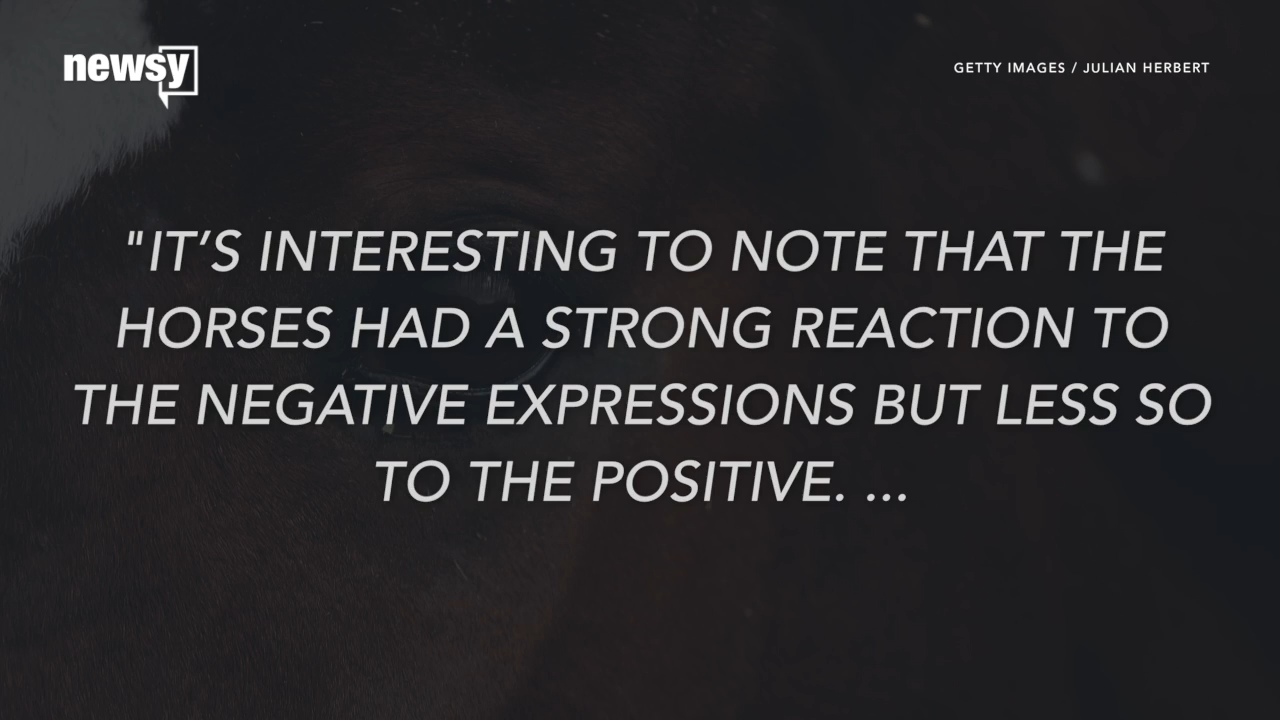 newsy
GETTY IMAGES / JULIAN HERBERT
"IT’S INTERESTING TO NOTE THAT THE
HORSES HAD A STRONG REACTION TO
THE NEGATIVE EXPRESSIONS BUT LESS SO
TO THE POSITIVE. ...